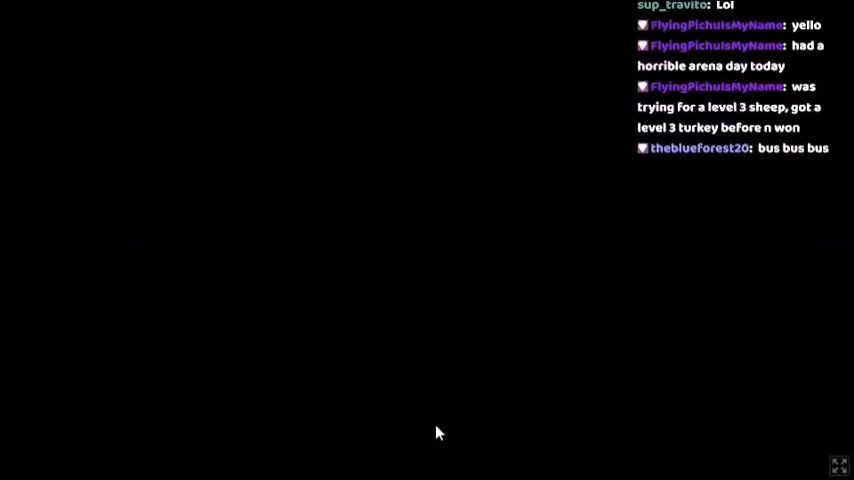 sup_travito: Lol
FlyingPichuIsMyName: yello
FlyingPichuIsMyName: had a
horrible arena day today
FlyingPichuIsMyName: was
trying for a level 3 sheep, got a
level 3 turkey before n won
theblueforest20: bus bus bus